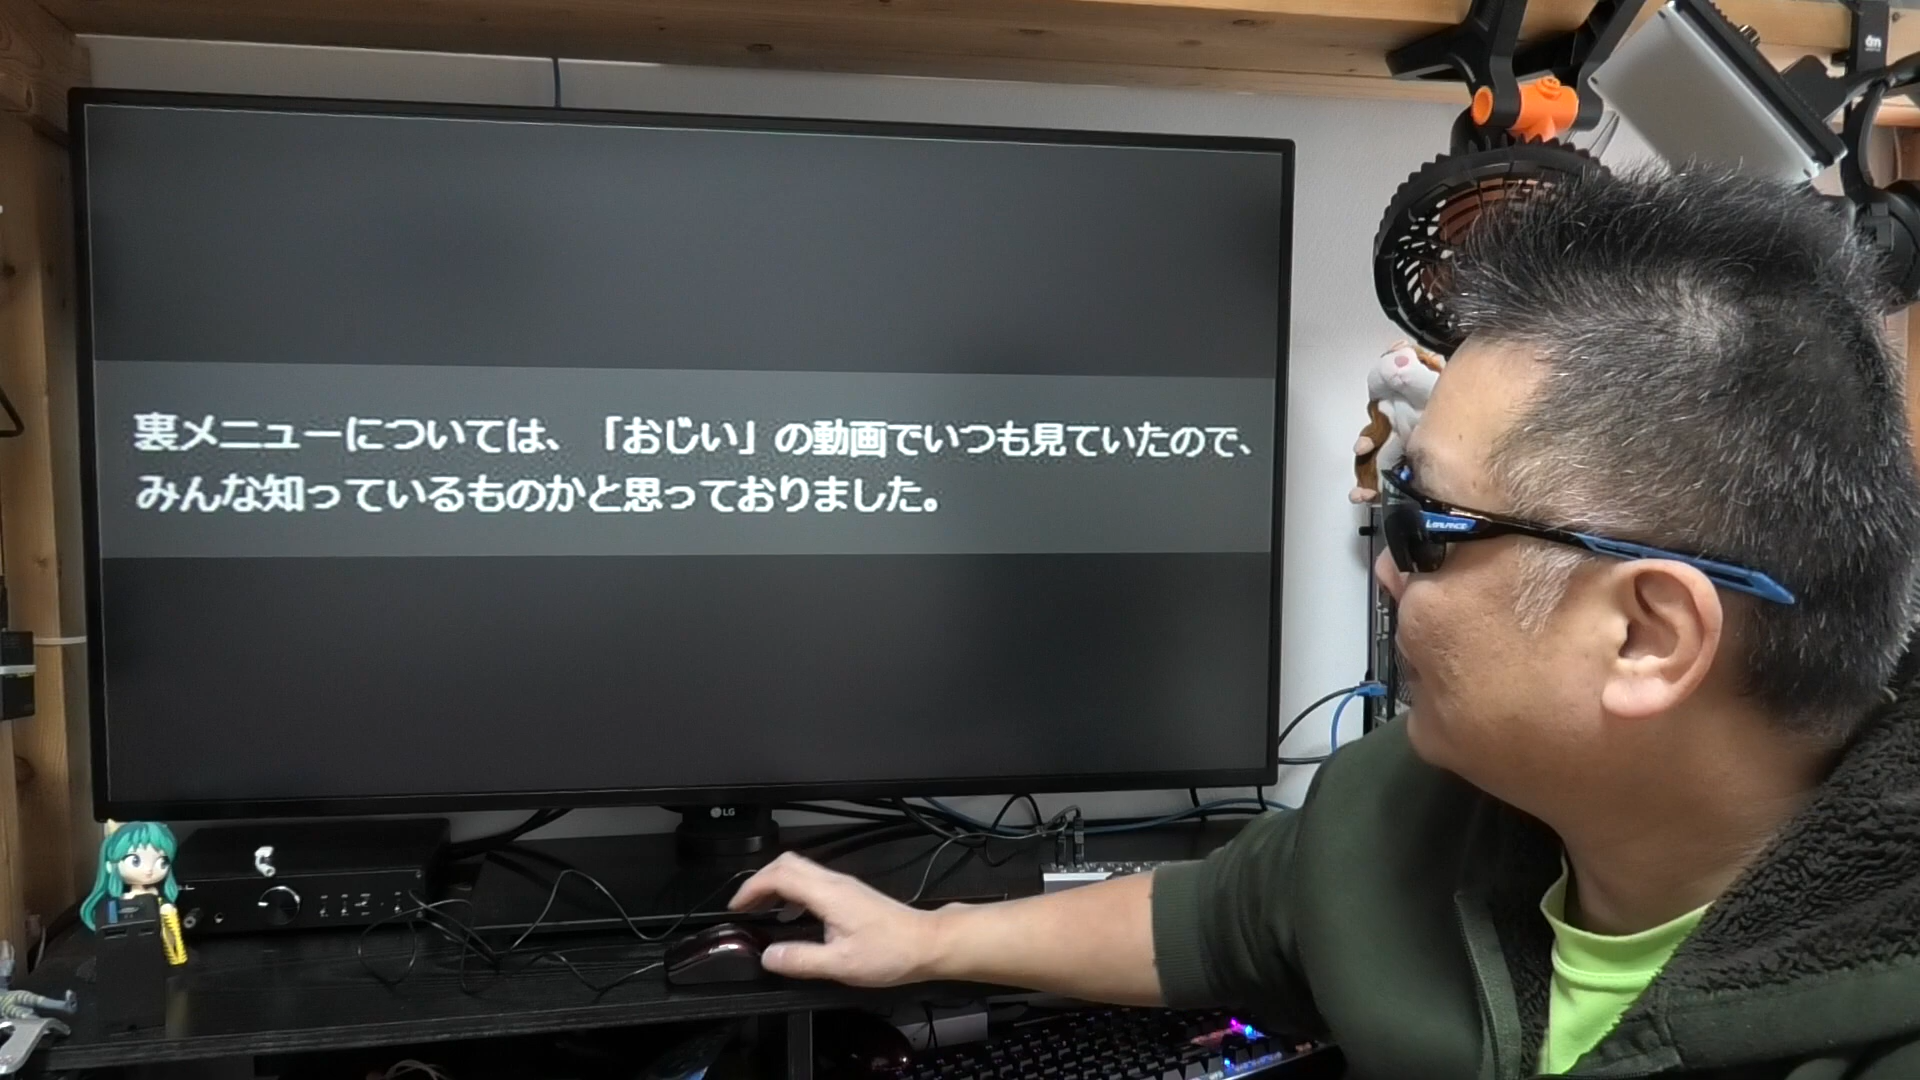 裏メニューについては、「おじい」の動画でいつも見ていたので、
みんな知っているものかと思っておりました。
LG